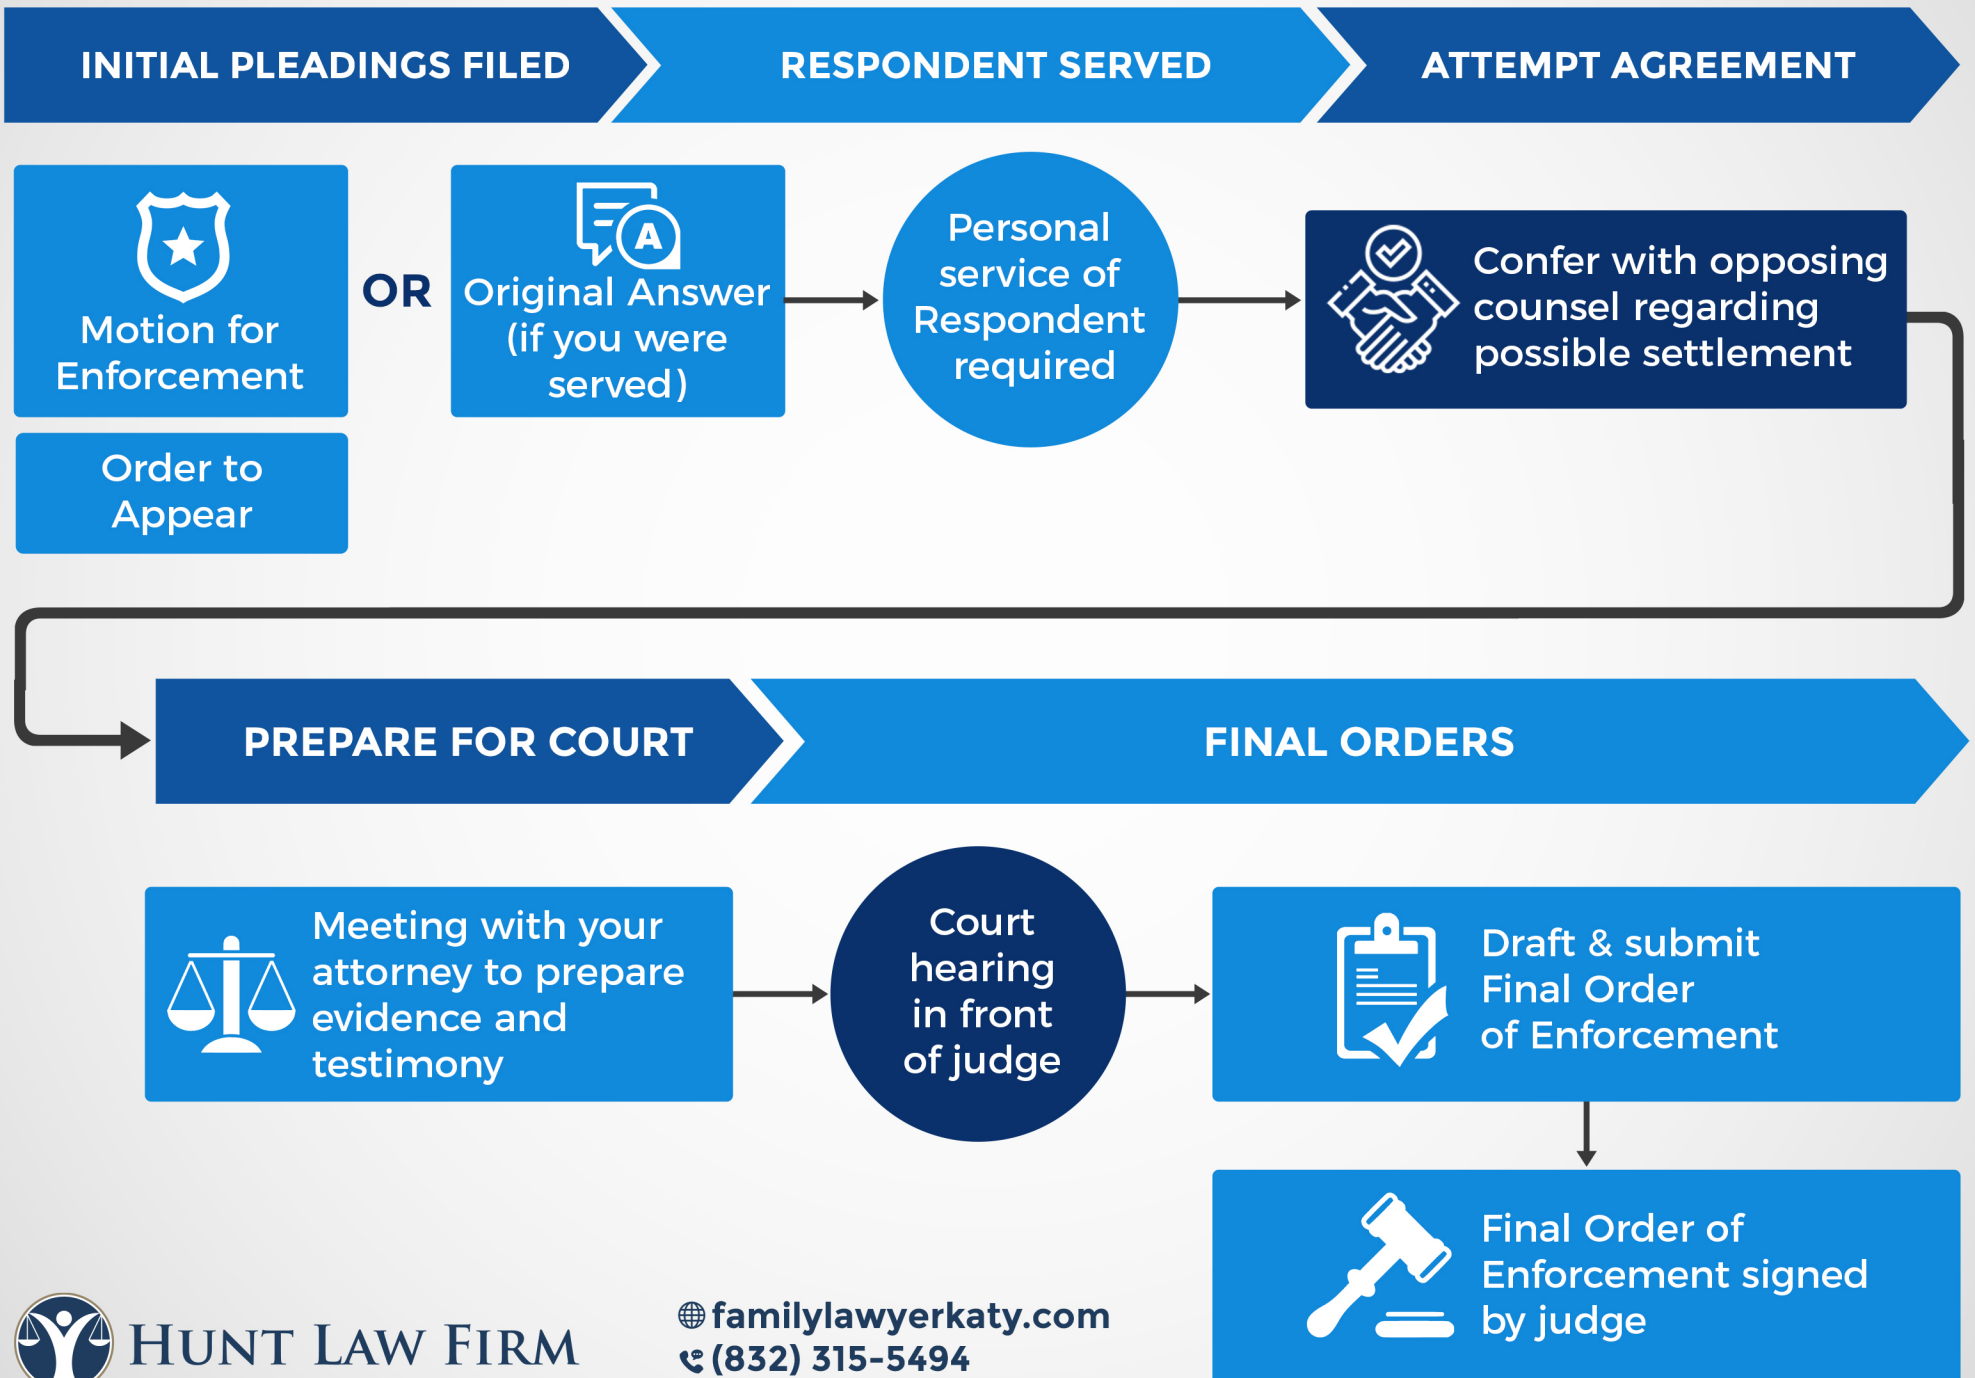 INITIAL PLEADINGS FILED
RESPONDENT SERVED
ATTEMPT AGREEMENT
Motion for
Enforcement
Order to
Appear
OR
A
Original Answer
(if you were
served)
Personal
service of
Respondent
required
Confer with opposing
counsel regarding
possible settlement
PREPARE FOR COURT
FINAL ORDERS
Meeting with your
attorney to prepare
evidence and
testimony
Court
hearing
in front
of judge
Draft & submit
Final Order
of Enforcement
Final Order of
Enforcement signed
by judge
HUNT LAW FIRM
familylawyerkaty.com
(832) 315-5494